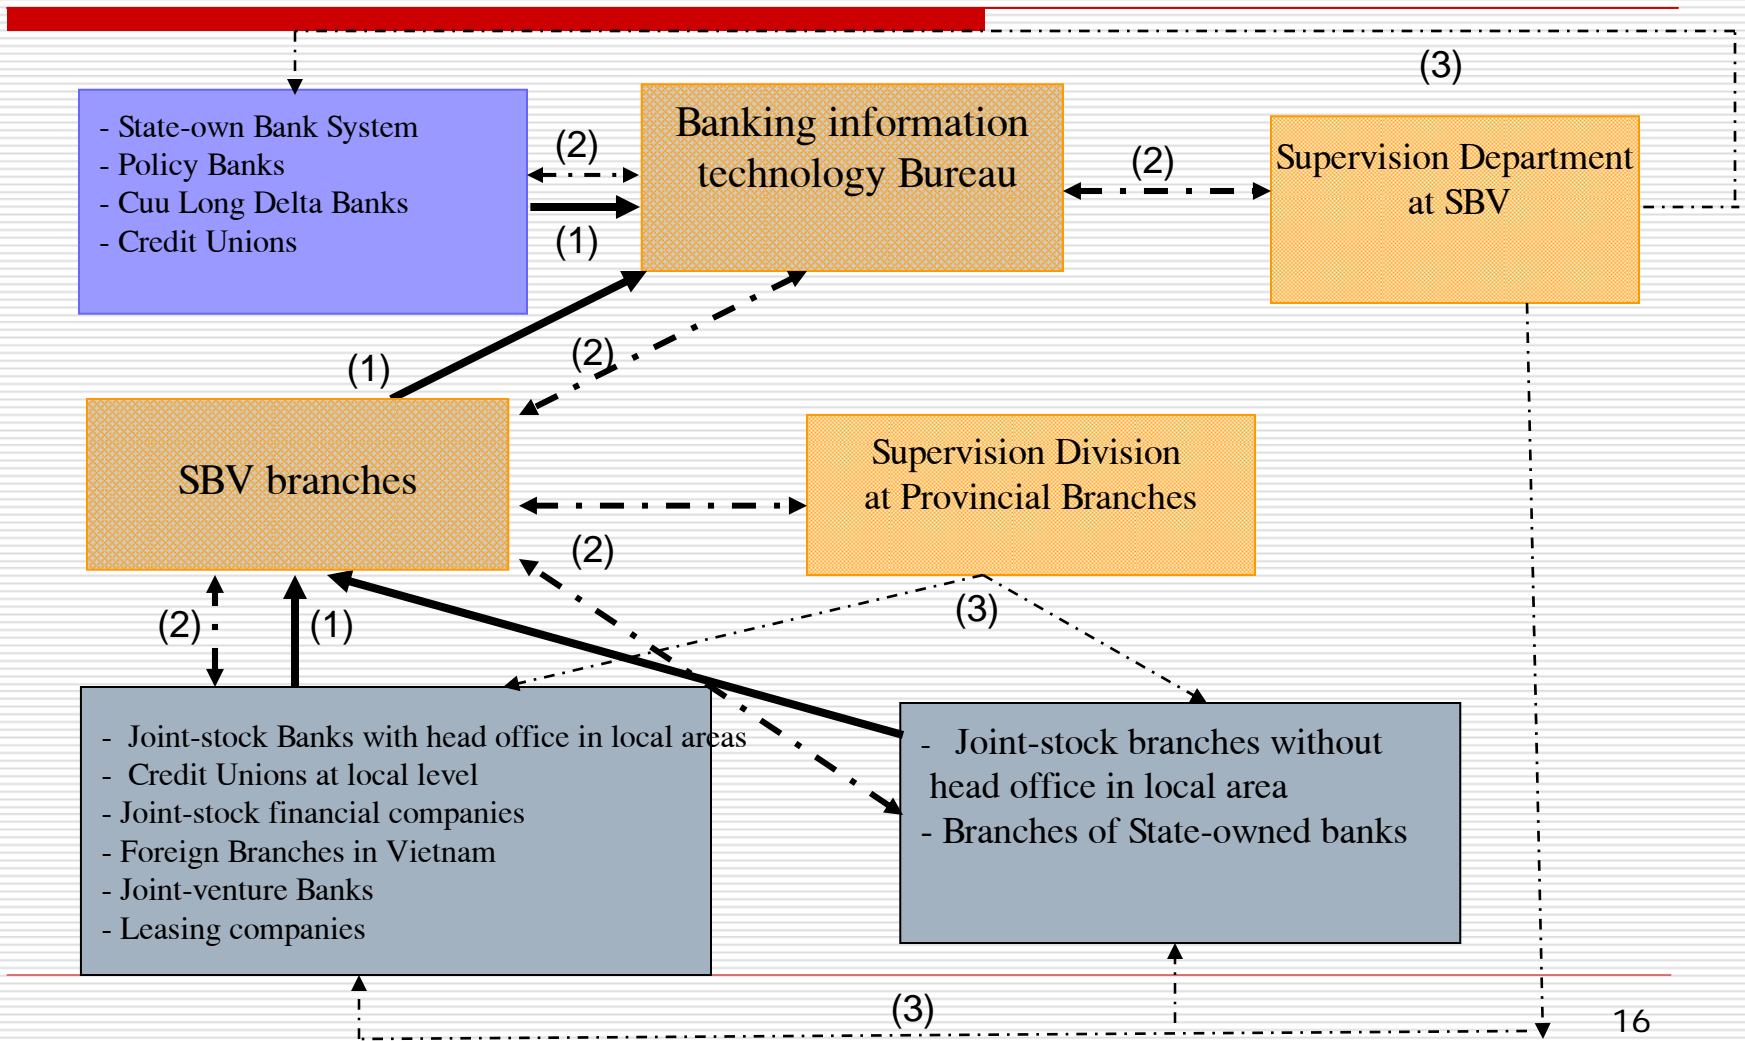 (3)
- State-own Bank System
- Policy Banks
- Cuu Long Delta Banks
- Credit Unions
(2)
(1)
Banking information
technology Bureau
(2)
Supervision Department
at SBV
(1)
(2)
SBV branches
Supervision Division
at Provincial Branches
(2)
(2)
(1)
(3)
- Joint-stock Banks with head office in local areas
- Credit Unions at local level
- Joint-stock financial companies
- Foreign Branches in Vietnam
- Joint-venture Banks
- Leasing companies
- Joint-stock branches without
head office in local area
- Branches of State-owned banks
(3)
16